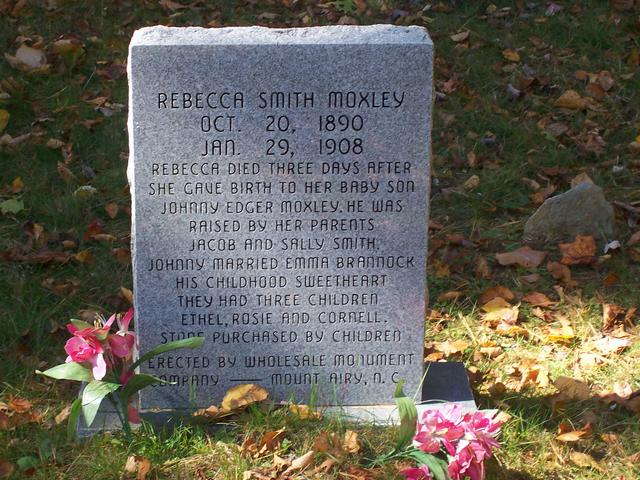 REBECCA SMITH MOXLEY
OCT. 20, 1890
JAN. 29, 1908
REBECCA DIED THREE DAYS AFTER
SHE GAVE BIRTH TO HER BABY SON
JOHNNY EDGER MOXLEY. HE WAS
RAISED BY HER PARENTS
JACOB AND SALLY SMITH.
JOHNNY MARRIED EMMA BRANNOCK
HIS CHILDHOOD SWEETHEART
THEY HAD THREE CHILDREN
ETHEL, ROSIE AND CORNELL.
STONE PURCHASED BY CHILDREN
ERECTED BY WHOLESALE MONUMENT
COMPANY — MOUNT AIRY, N.C.